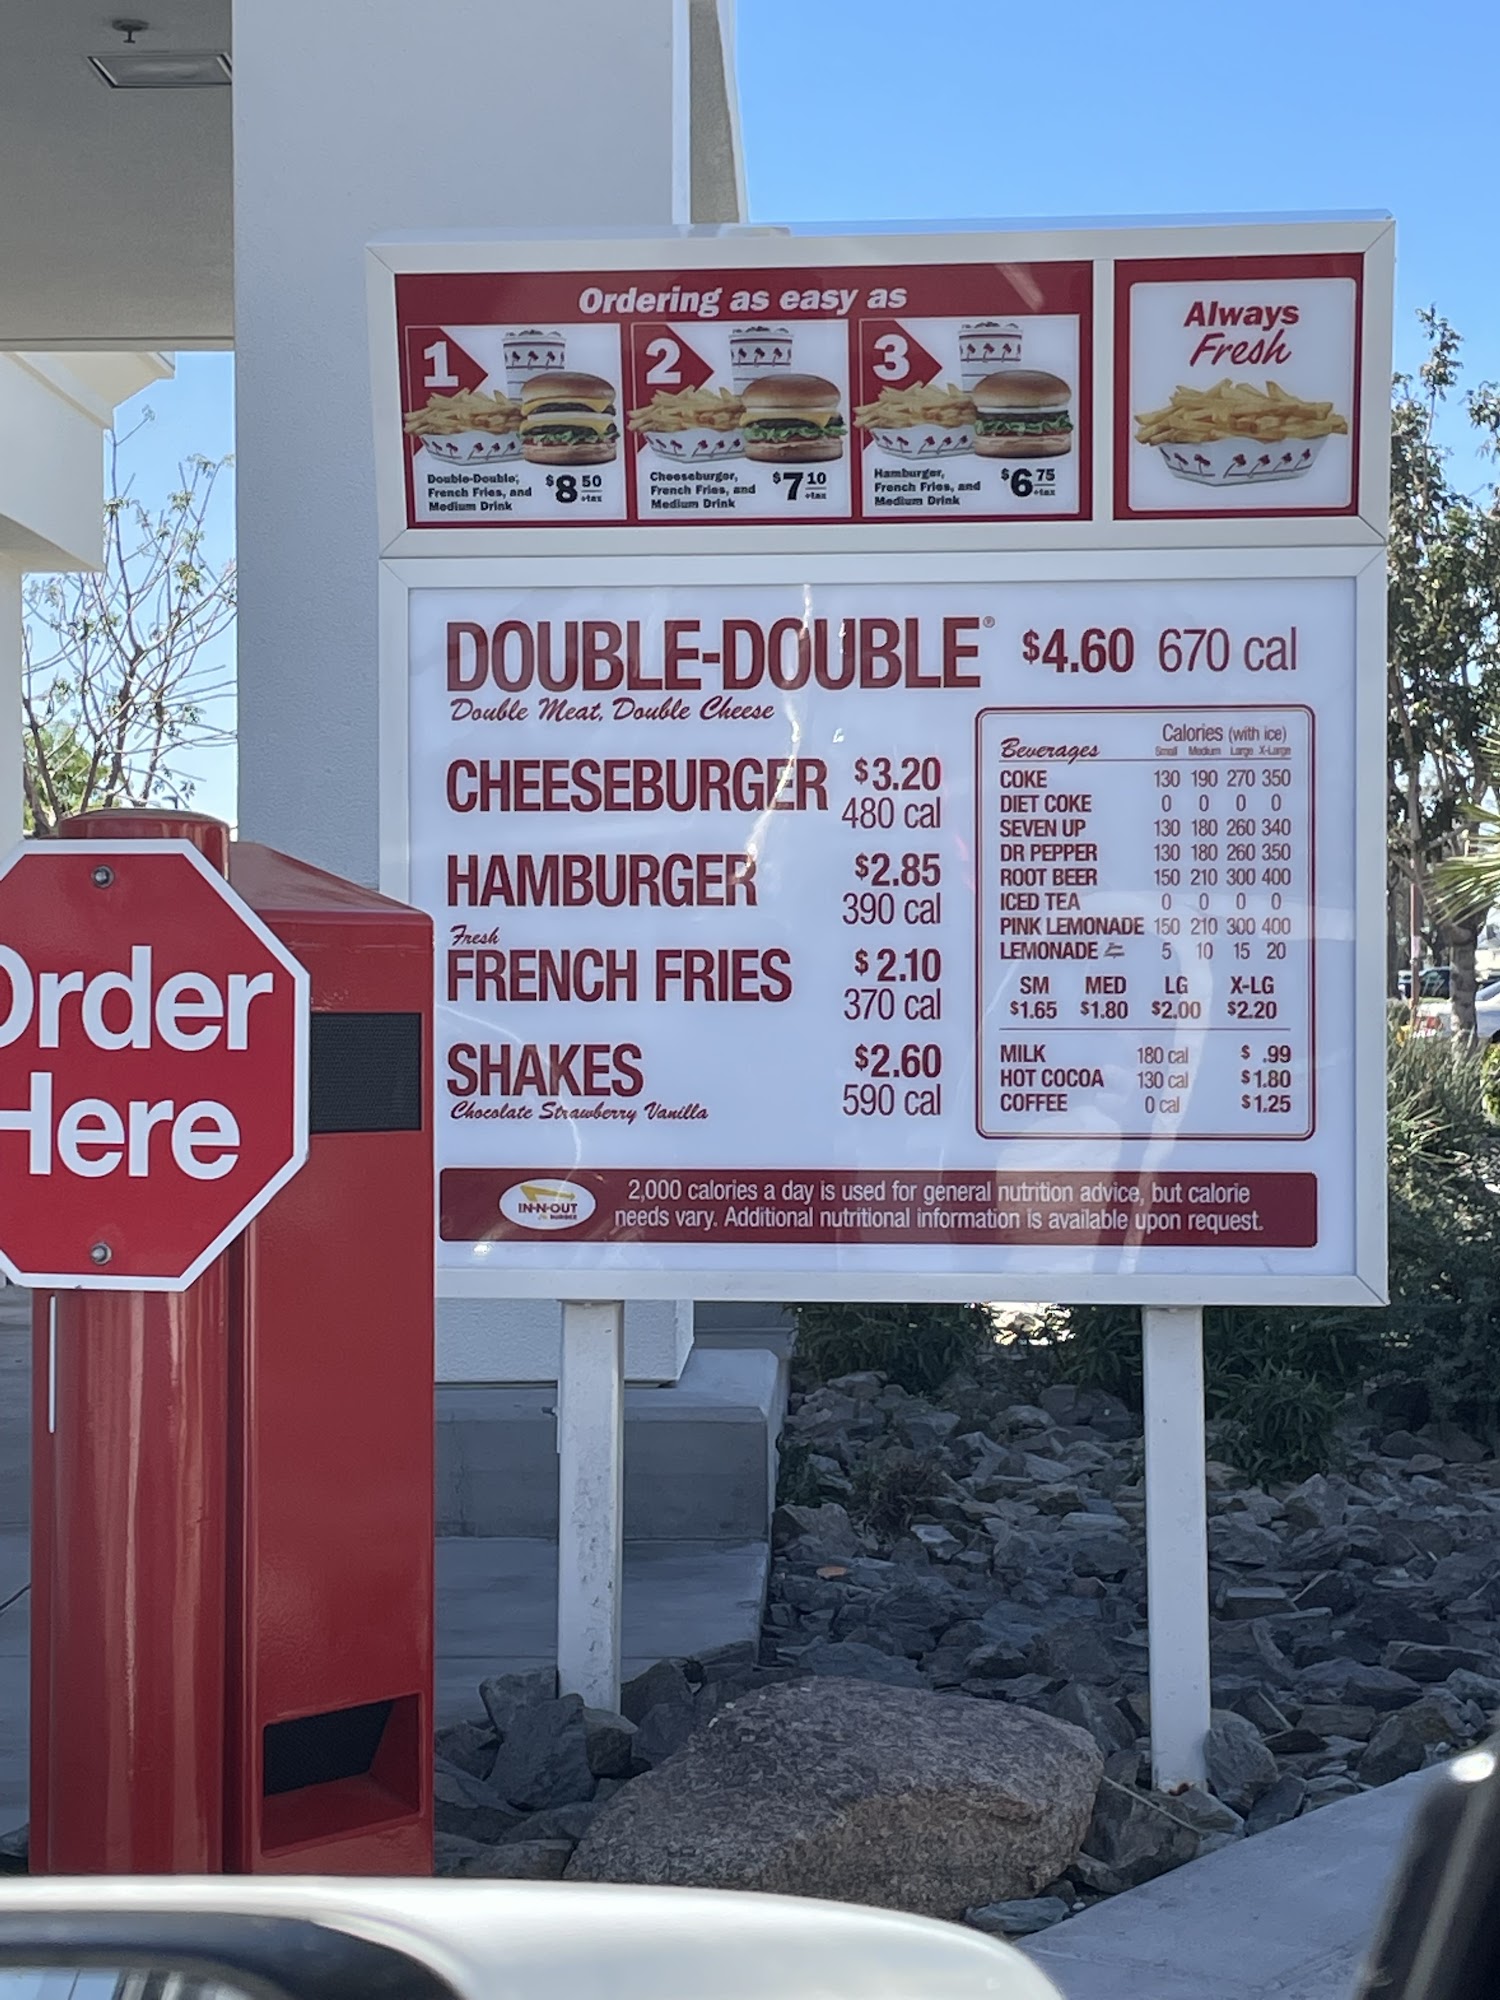 Ordering as easy as
1
Double-Double,
French Fries, and
Medium Drink
$8 50
+tax
2
Cheeseburger,
French Fries, and
Medium Drink
$7 10
+tax
3
Hamburger,
French Fries, and
Medium Drink
$6 75
+tax
Always
Fresh
DOUBLE-DOUBLE® $4.60 670 cal
Double Meat, Double Cheese
CHEESEBURGER $3.20
480 cal
HAMBURGER $2.85
390 cal
Fresh
FRENCH FRIES $2.10
370 cal
SHAKES $2.60
Chocolate Strawberry Vanilla 590 cal
Calories (with ice)
Beverages Small Medium Large X-Large
COKE 130 190 270 350
DIET COKE 0 0 0 0
SEVEN UP 130 180 260 340
DR PEPPER 130 180 260 350
ROOT BEER 150 210 300 400
ICED TEA 0 0 0 0
PINK LEMONADE 150 210 300 400
LEMONADE 5 10 15 20
SM MED LG X-LG
$1.65 $1.80 $2.00 $2.20
MILK 180 cal $ .99
HOT COCOA 130 cal $1.80
COFFEE 0 cal $1.25
IN-N-OUT
BURGER
2,000 calories a day is used for general nutrition advice, but calorie
needs vary. Additional nutritional information is available upon request.
Order
Here